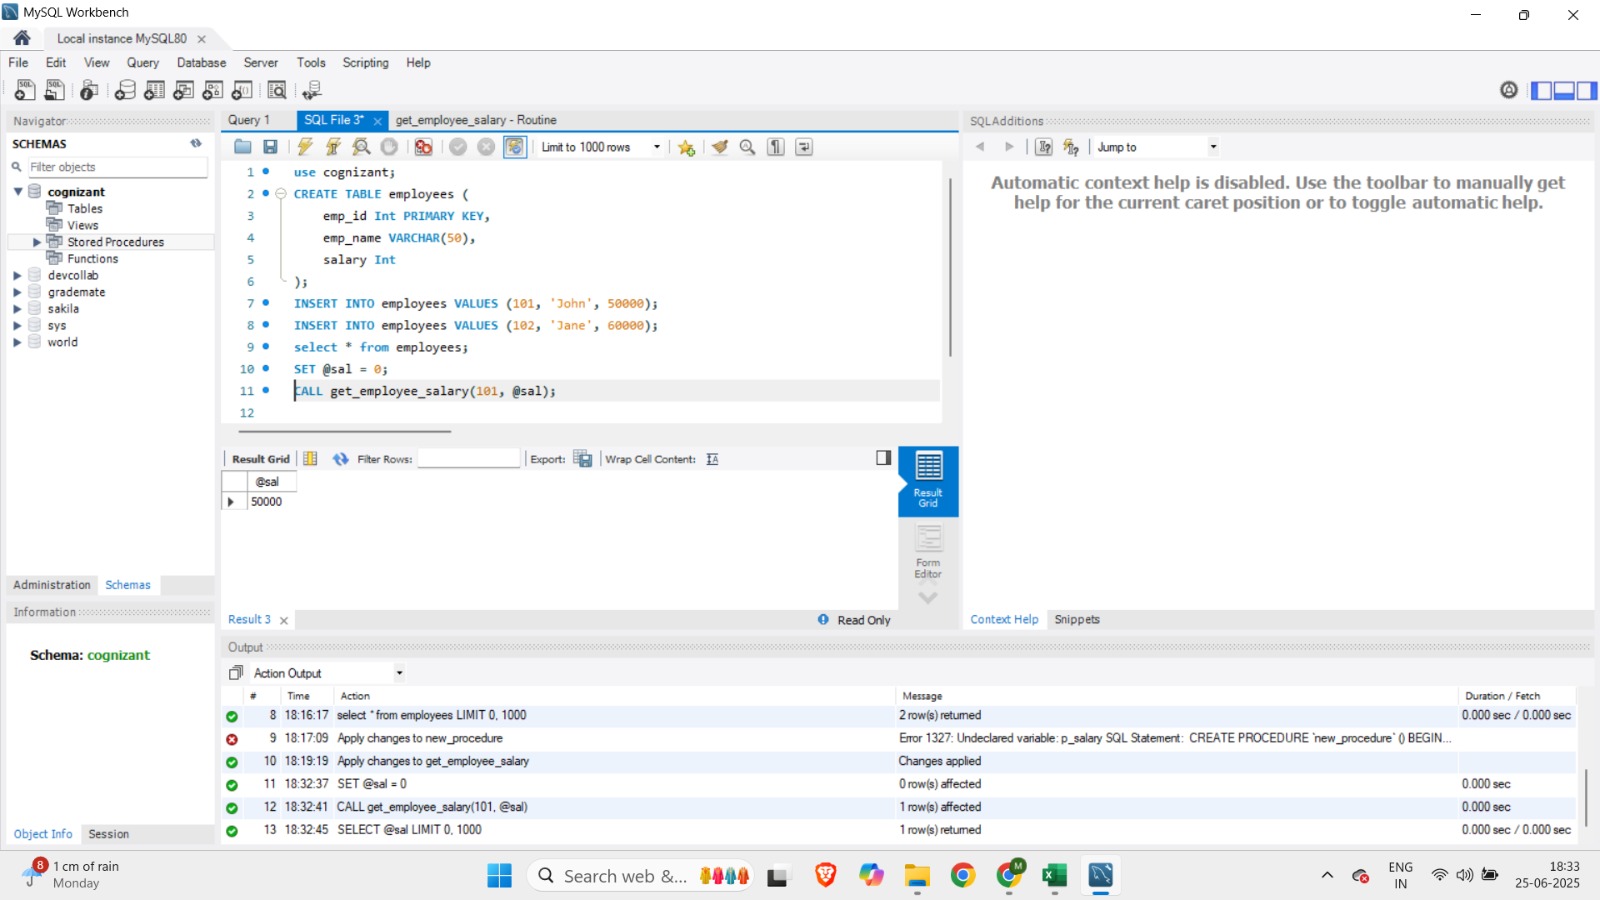 MySQL Workbench
Local instance MySQL80
File Edit View Query Database Server Tools Scripting Help
Navigator
SCHEMAS
Filter objects
cognizant
Tables
Views
Stored Procedures
Functions
devcollab
grademate
sakila
sys
world
Administration Schemas
Information
Schema: cognizant
Object Info Session
Query 1 SQL File 3* get_employee_salary - Routine
Limit to 1000 rows
1 use cognizant;
2 CREATE TABLE employees (
3 emp_id Int PRIMARY KEY,
4 emp_name VARCHAR(50),
5 salary Int
6 );
7 INSERT INTO employees VALUES (101, 'John', 50000);
8 INSERT INTO employees VALUES (102, 'Jane', 60000);
9 select * from employees;
10 SET @sal = 0;
11 CALL get_employee_salary(101, @sal);
12
Result Grid Filter Rows: Export: Wrap Cell Content: IA
@sal
50000
Result Grid
Form Editor
Result 3 Read Only
SQLAdditions
Jump to
Automatic context help is disabled. Use the toolbar to manually get
help for the current caret position or to toggle automatic help.
Context Help Snippets
Output
Action Output
# Time Action Message Duration / Fetch
8 18:16:17 select * from employees LIMIT 0, 1000 2 row(s) returned 0.000 sec / 0.000 sec
9 18:17:09 Apply changes to new_procedure Error 1327: Undeclared variable: p_salary SQL Statement: CREATE PROCEDURE `new_procedure` () BEGIN...
10 18:19:19 Apply changes to get_employee_salary Changes applied
11 18:32:37 SET @sal = 0 0 row(s) affected 0.000 sec
12 18:32:41 CALL get_employee_salary(101, @sal) 1 row(s) affected 0.000 sec
13 18:32:45 SELECT @sal LIMIT 0, 1000 1 row(s) returned 0.000 sec / 0.000 sec
8
1 cm of rain
Monday
Search web &...
M
ENG
IN
18:33
25-06-2025